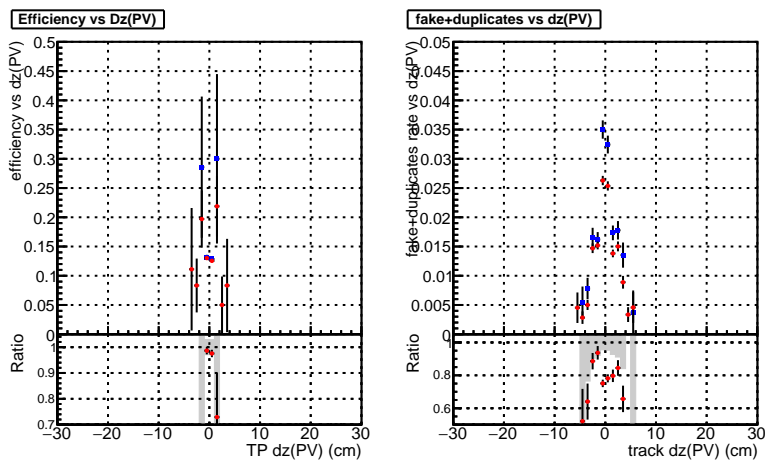 Efficiency vs Dz(PV)
efficiency vs dz(PV)
0.5
0.45
0.4
0.35
0.3
0.25
0.2
0.15
0.1
0.05
0
Ratio
1
0.9
0.8
0.7
−30 −20 −10 0 10 20 30
TP dz(PV) (cm)
fake+duplicates vs dz(PV)
fake+duplicates rate vs dz(PV)
0.05
0.045
0.04
0.035
0.03
0.025
0.02
0.015
0.01
0.005
0
Ratio
1
0.8
0.6
−30 −20 −10 0 10 20 30
track dz(PV) (cm)